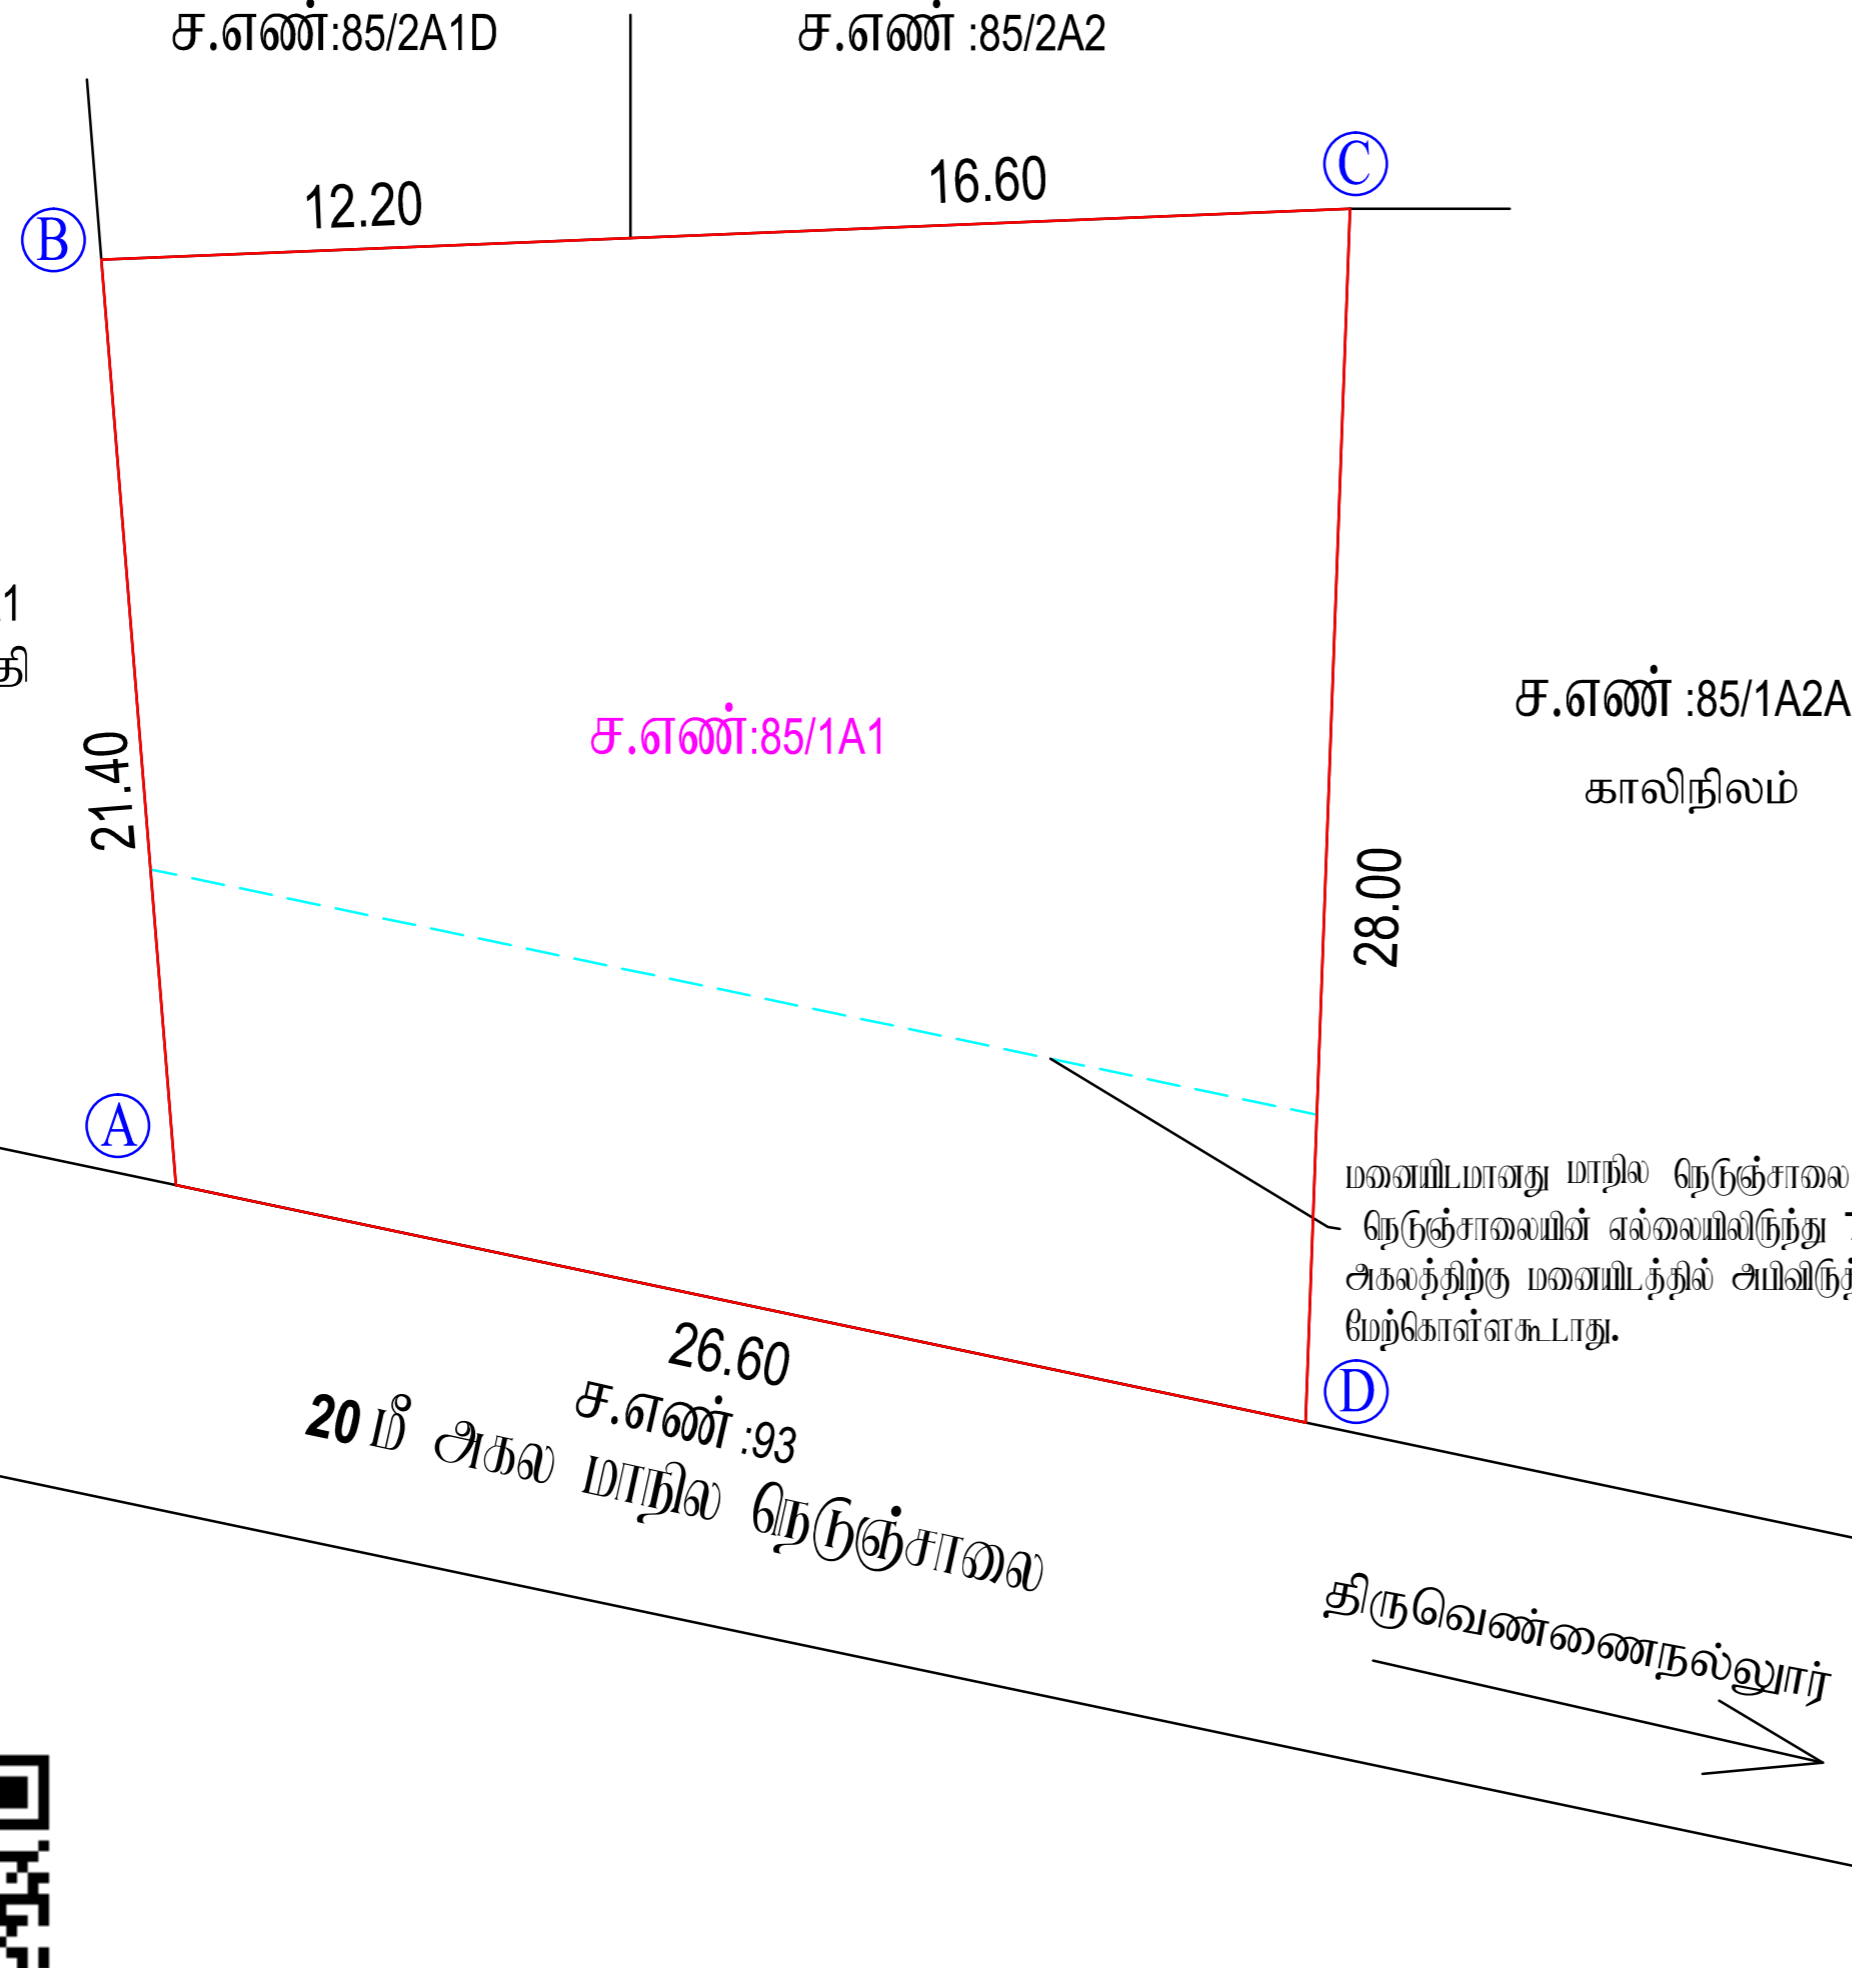 ச.எண்:85/2A1D
ச.எண் :85/2A2
12.20
16.60
B
C
1
தி
21.40
ச.எண்:85/1A1
ச.எண் :85/1A2A
காலிநிலம்
28.00
A
மனையிடமானது மாநில நெடுஞ்சாலை
நெடுஞ்சாலையின் எல்லையிலிருந்து
அகலத்திற்கு மனையிடத்தில்
மேற்கொள்ளகூடாது.
D
26.60
ச.எண் :93
20 மீ அகல மாநில நெடுஞ்சாலை
திருவெண்ணைநல்லுார்